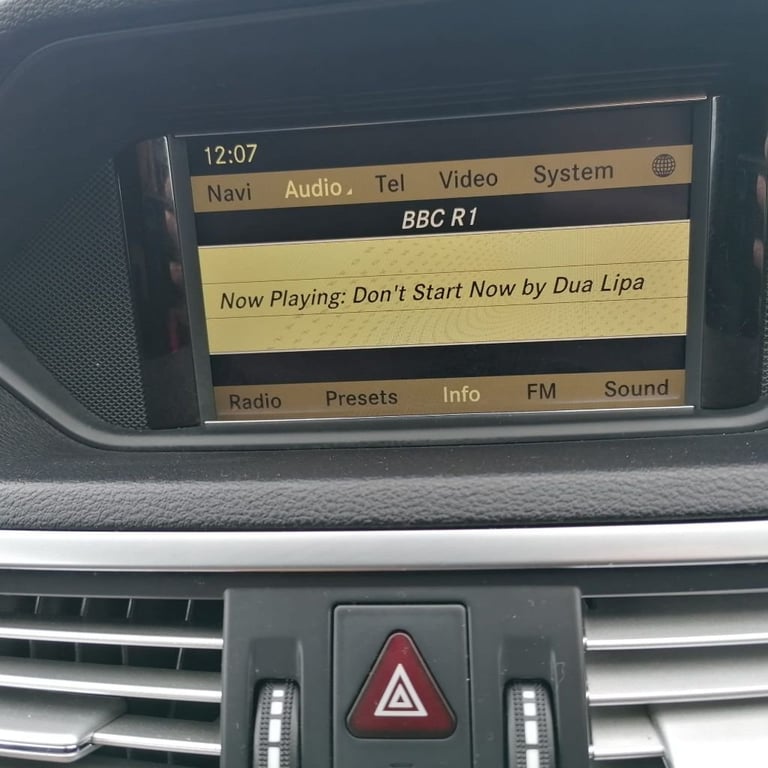 12:07
Navi Audio Tel Video System
BBC R1
Now Playing: Don't Start Now by Dua Lipa
Radio Presets Info FM Sound